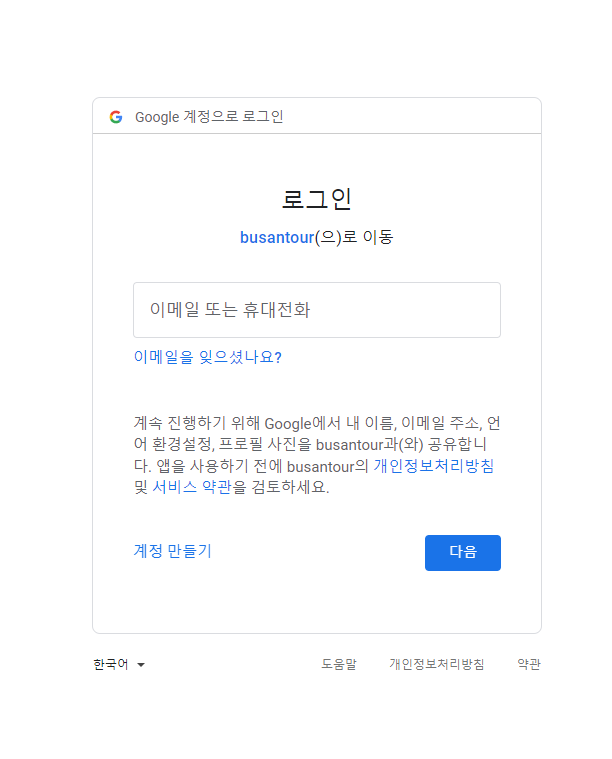 Google 계정으로 로그인
로그인
busantour(으)로 이동
이메일 또는 휴대전화
이메일을 잊으셨나요?
계속 진행하기 위해 Google에서 내 이름, 이메일 주소, 언
어 환경설정, 프로필 사진을 busantour과(와) 공유합니
다. 앱을 사용하기 전에 busantour의 개인정보처리방침
및 서비스 약관을 검토하세요.
계정 만들기
다음
한국어
도움말
개인정보처리방침
약관